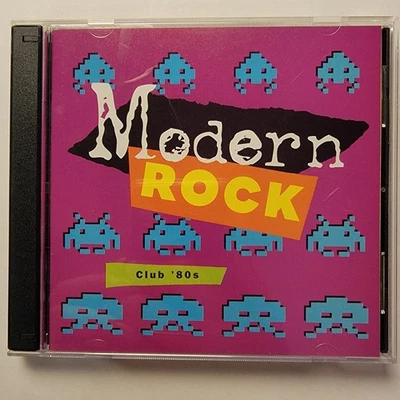 Modern
ROCK
Club '80s